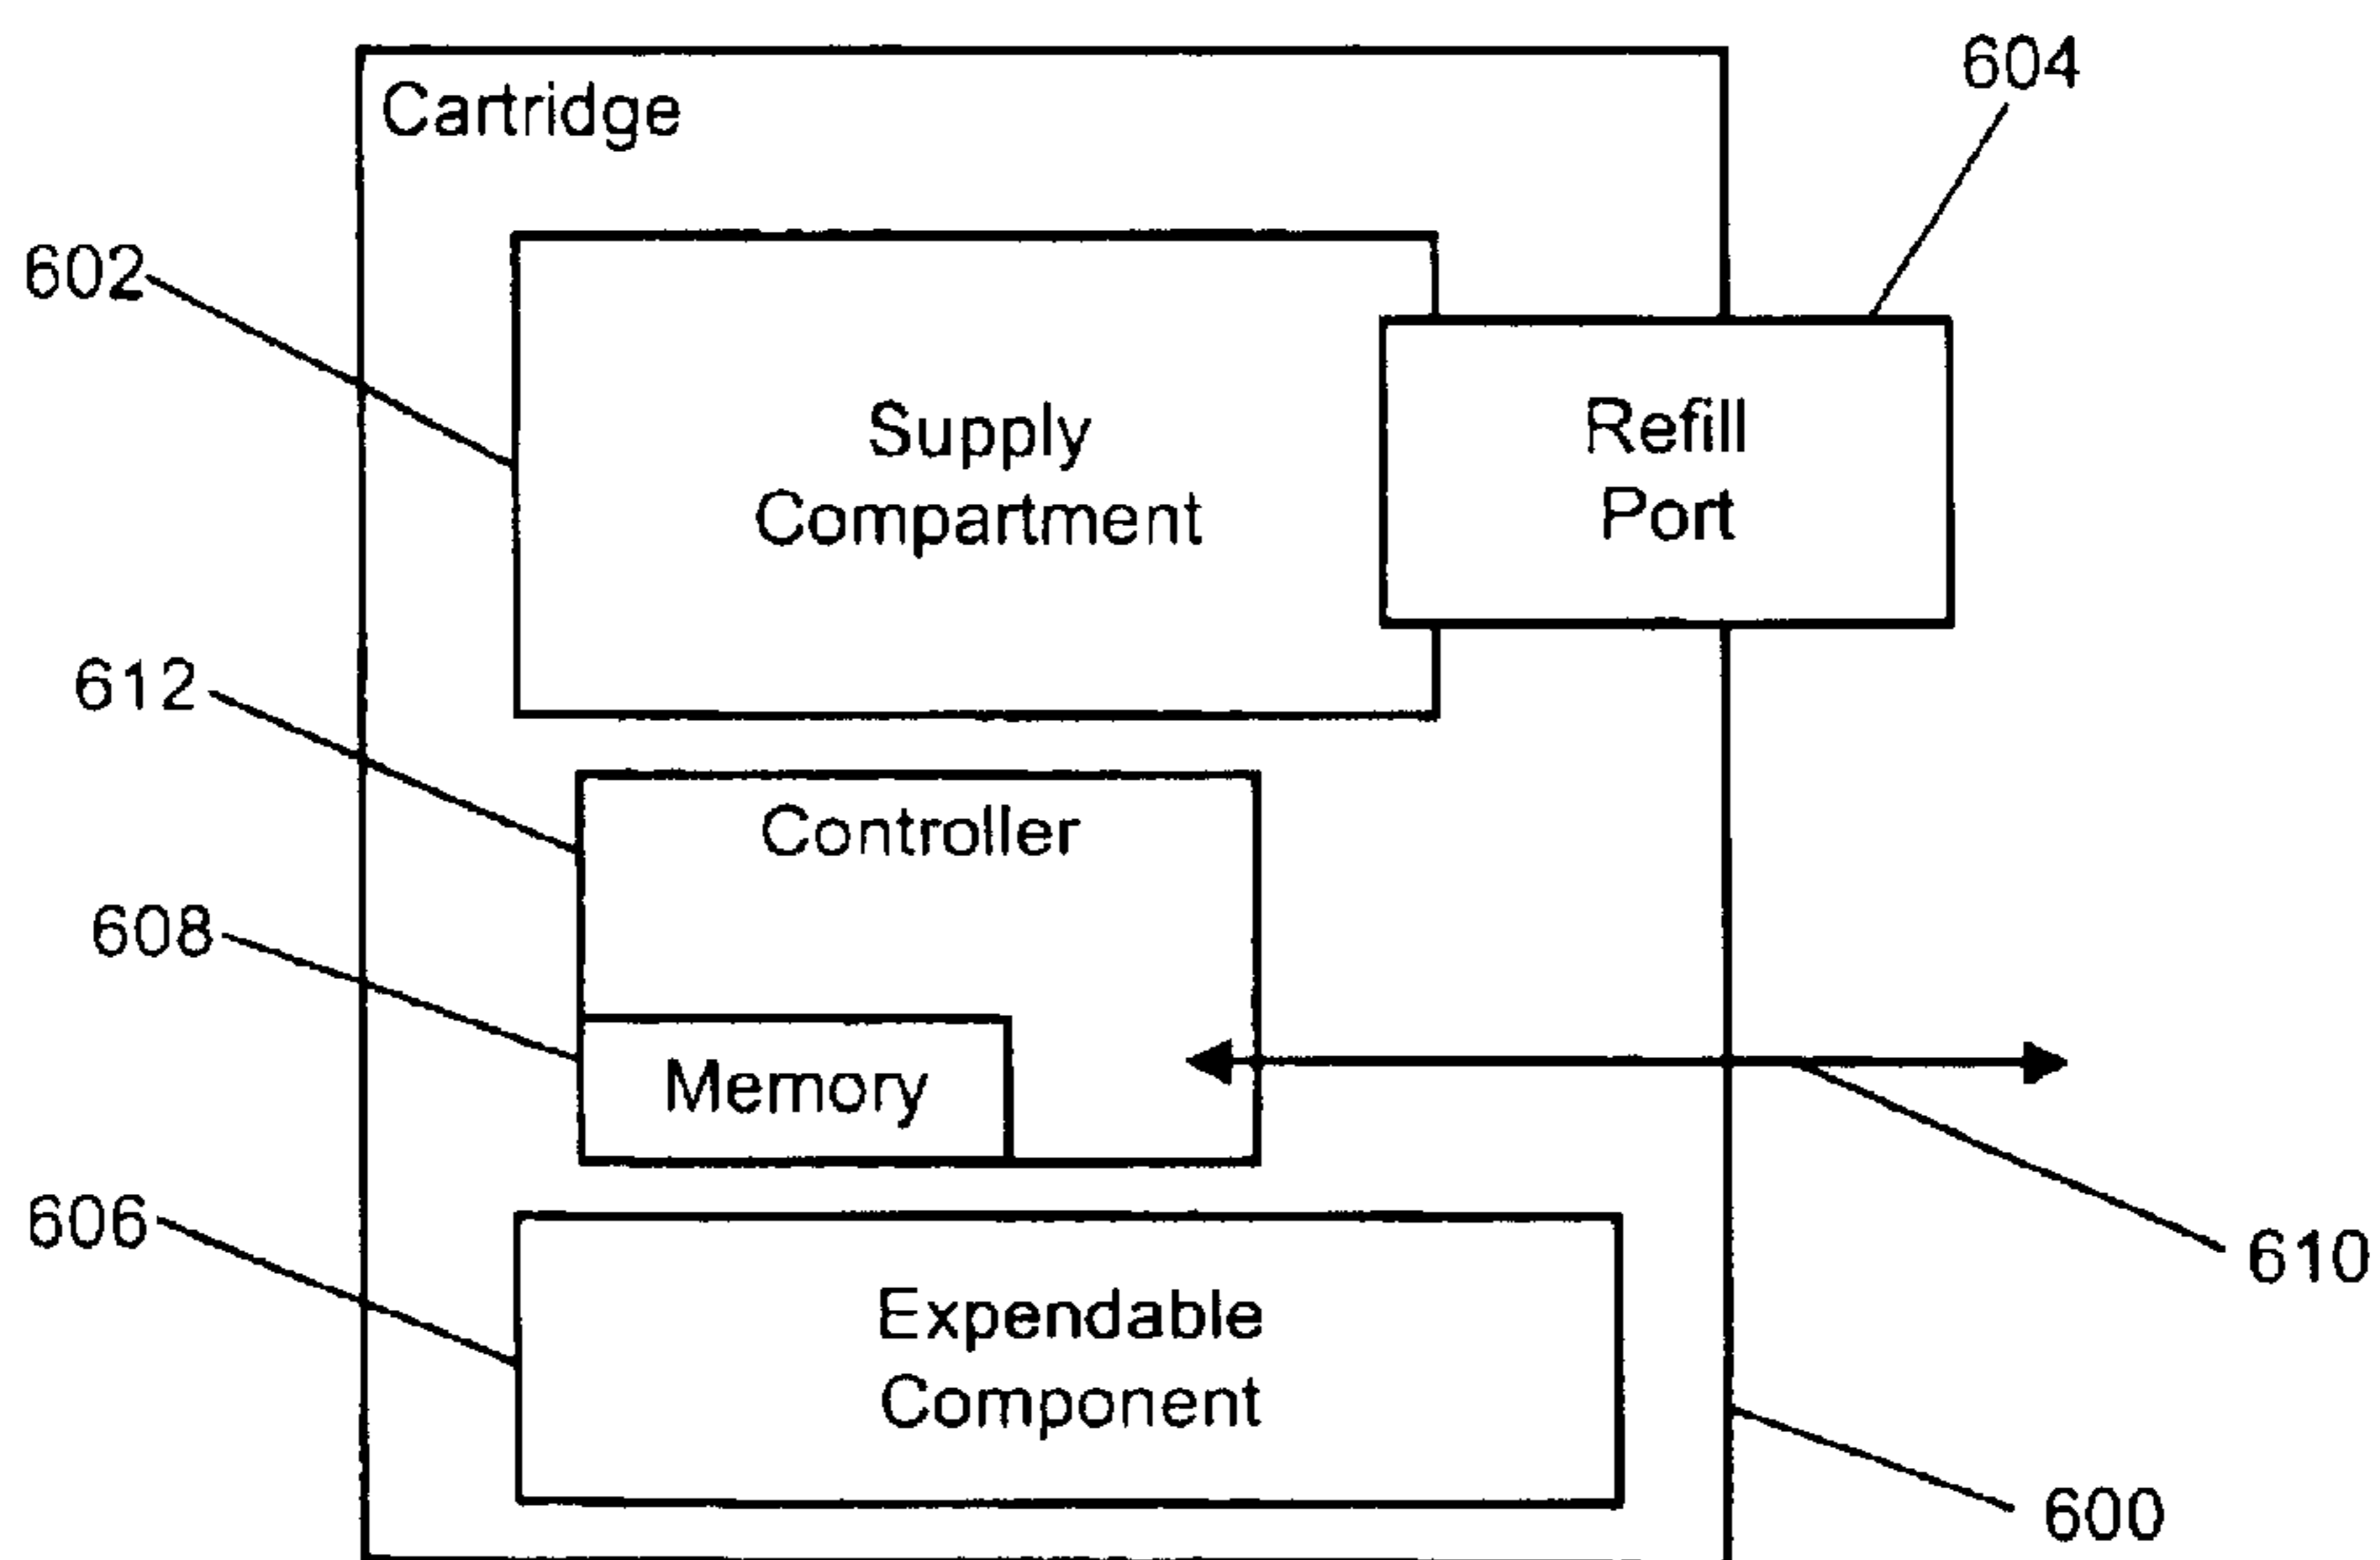 604
Cartridge
602
Supply
Compartment
Refill
Port
612
Controller
608
Memory
606
610
Expendable
Component
600